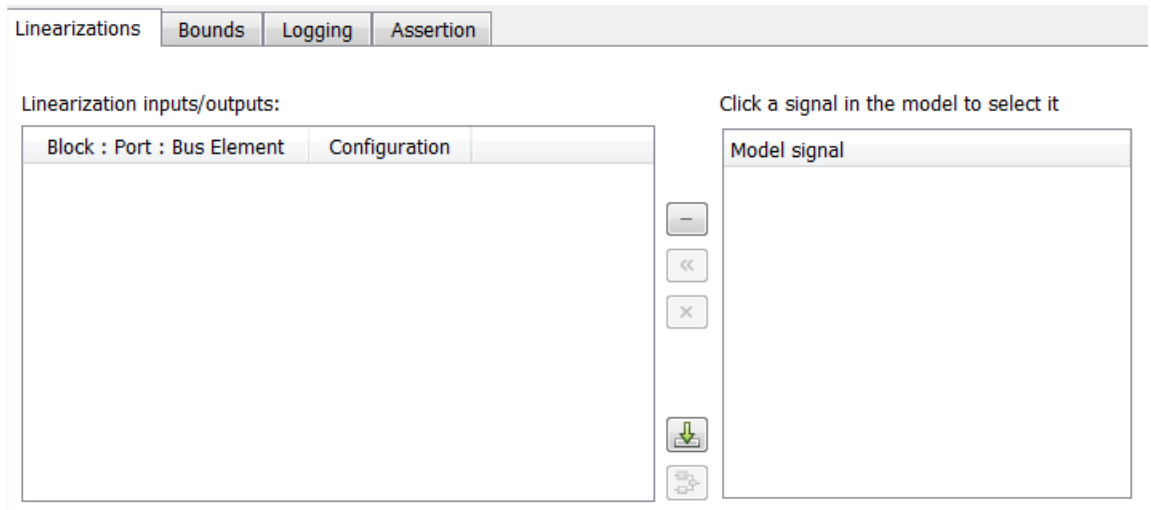 Linearizations Bounds Logging Assertion
Linearization inputs/outputs: Click a signal in the model to select it
Block : Port : Bus Element Configuration Model signal